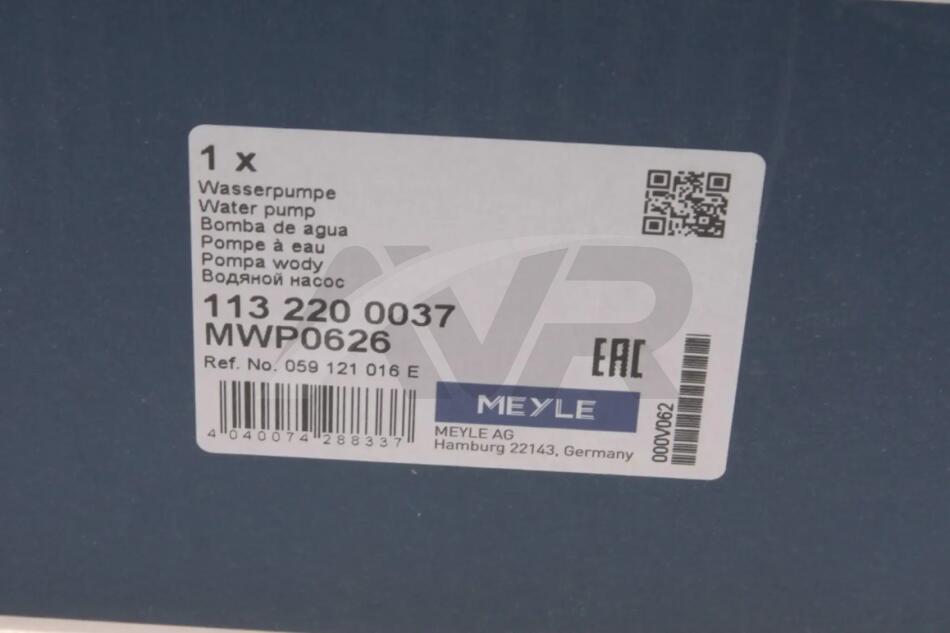 1 x
Wasserpumpe
Water pump
Bomba de agua
Pompe à eau
Pompa wody
Водяной насос
113 220 0037
MWP0626
Ref. No. 059 121 016 E
4 040074 288337
EAC
MEYLE
MEYLE AG
Hamburg 22143, Germany
000V062
AVR